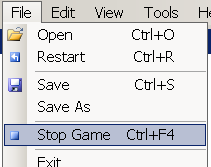 File Edit View Tools He
Open Ctrl+O
Restart Ctrl+R
Save Ctrl+S
Save As
Stop Game Ctrl+F4
Exit